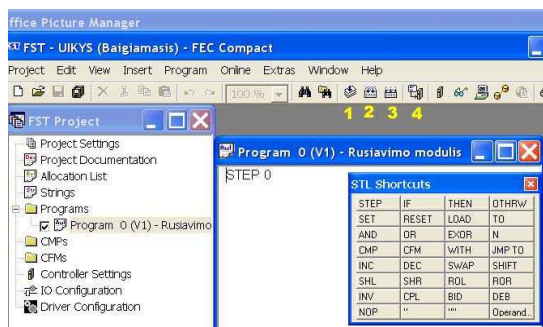 ffice Picture Manager
FST - UIKYS (Baigiamasis) - FEC Compact
Project Edit View Insert Program Online Extras Window Help
100 %
1 2 3 4
FST Project
Project Settings
Project Documentation
Allocation List
Strings
Programs
Program 0 (V1) - Rusiavimo
CMPs
CFMs
Controller Settings
IO Configuration
Driver Configuration
Program 0 (V1) - Rusiavimo modulis
STEP 0
STL Shortcuts
STEP IF THEN OTHRW
SET RESET LOAD TO
AND OR EXOR N
CMP CFM WITH JMP TO
INC DEC SWAP SHIFT
SHL SHR ROL ROR
INV CPL BID DEB
NOP '' "" Operand...